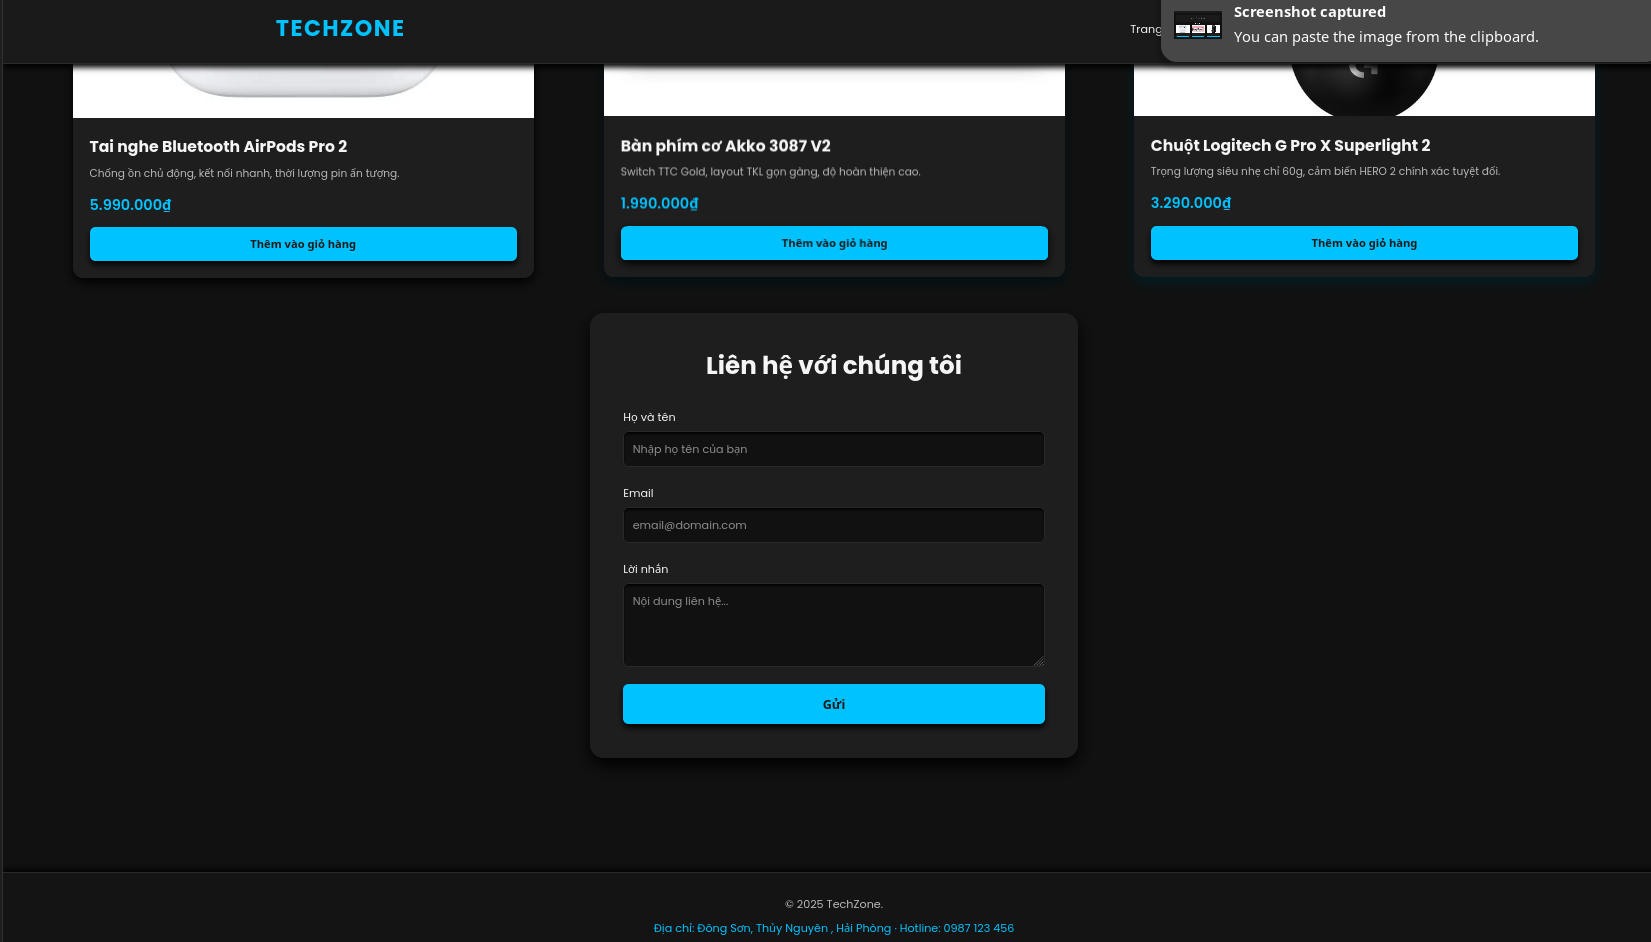 TECHZONE
Trang
Screenshot captured
You can paste the image from the clipboard.
Tai nghe Bluetooth AirPods Pro 2
Chống ồn chủ động, kết nối nhanh, thời lượng pin ấn tượng.
5.990.000₫
Thêm vào giỏ hàng
Bàn phím cơ Akko 3087 V2
Switch TTC Gold, layout TKL gọn gàng, độ hoàn thiện cao.
1.990.000₫
Thêm vào giỏ hàng
Chuột Logitech G Pro X Superlight 2
Trọng lượng siêu nhẹ chỉ 60g, cảm biến HERO 2 chính xác tuyệt đối.
3.290.000₫
Thêm vào giỏ hàng
Liên hệ với chúng tôi
Họ và tên
Nhập họ tên của bạn
Email
email@domain.com
Lời nhắn
Nội dung liên hệ...
Gửi
© 2025 TechZone.
Địa chỉ: Đông Sơn, Thủy Nguyên , Hải Phòng · Hotline: 0987 123 456